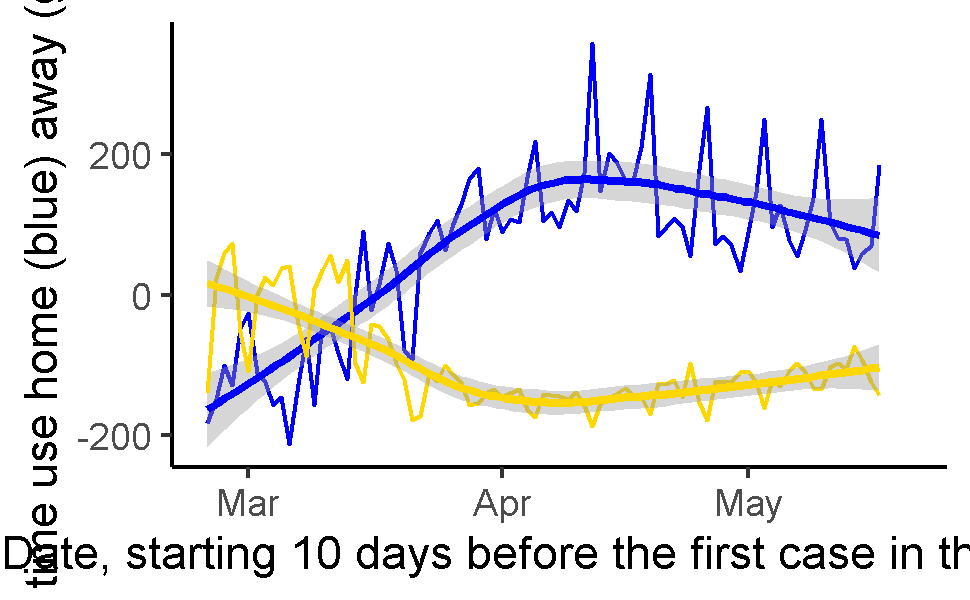 time use home (blue) away (
200
0
-200
Mar Apr May
Date, starting 10 days before the first case in th